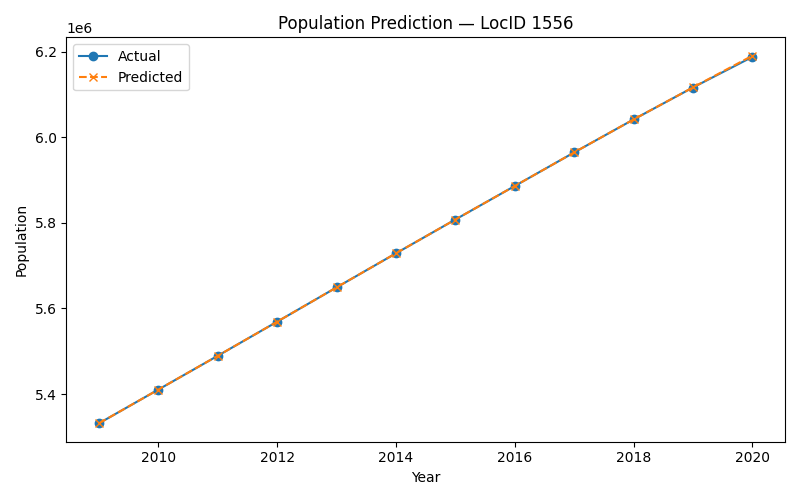 Population Prediction — LocID 1556
1e6
Actual
Predicted
6.2
6.0
5.8
5.6
5.4
Population
2010 2012 2014 2016 2018 2020
Year